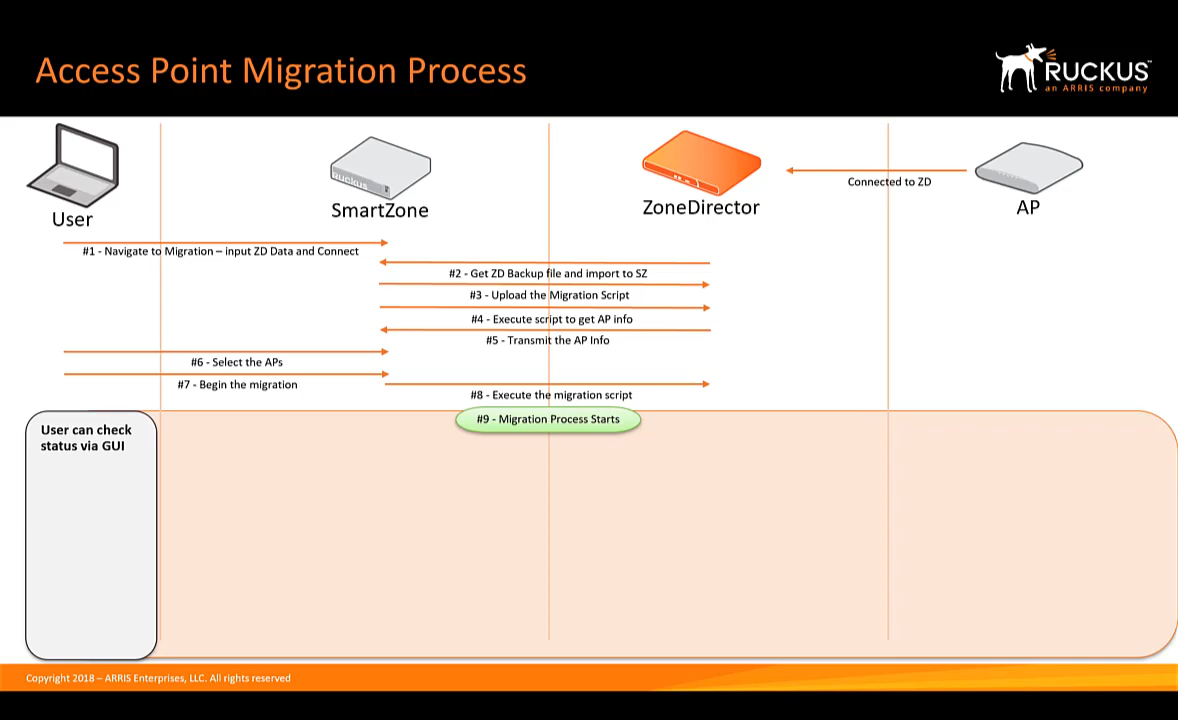 Access Point Migration Process
RUCKUS™
an ARRIS company
Connected to ZD
User
RUCKUS
SmartZone
ZoneDirector
AP
#1 - Navigate to Migration – input ZD Data and Connect
#2 - Get ZD Backup file and import to SZ
#3 - Upload the Migration Script
#4 - Execute script to get AP info
#5 - Transmit the AP Info
#6 - Select the APs
#7 - Begin the migration
#8 - Execute the migration script
#9 - Migration Process Starts
User can check
status via GUI
Copyright 2018 – ARRIS Enterprises, LLC. All rights reserved